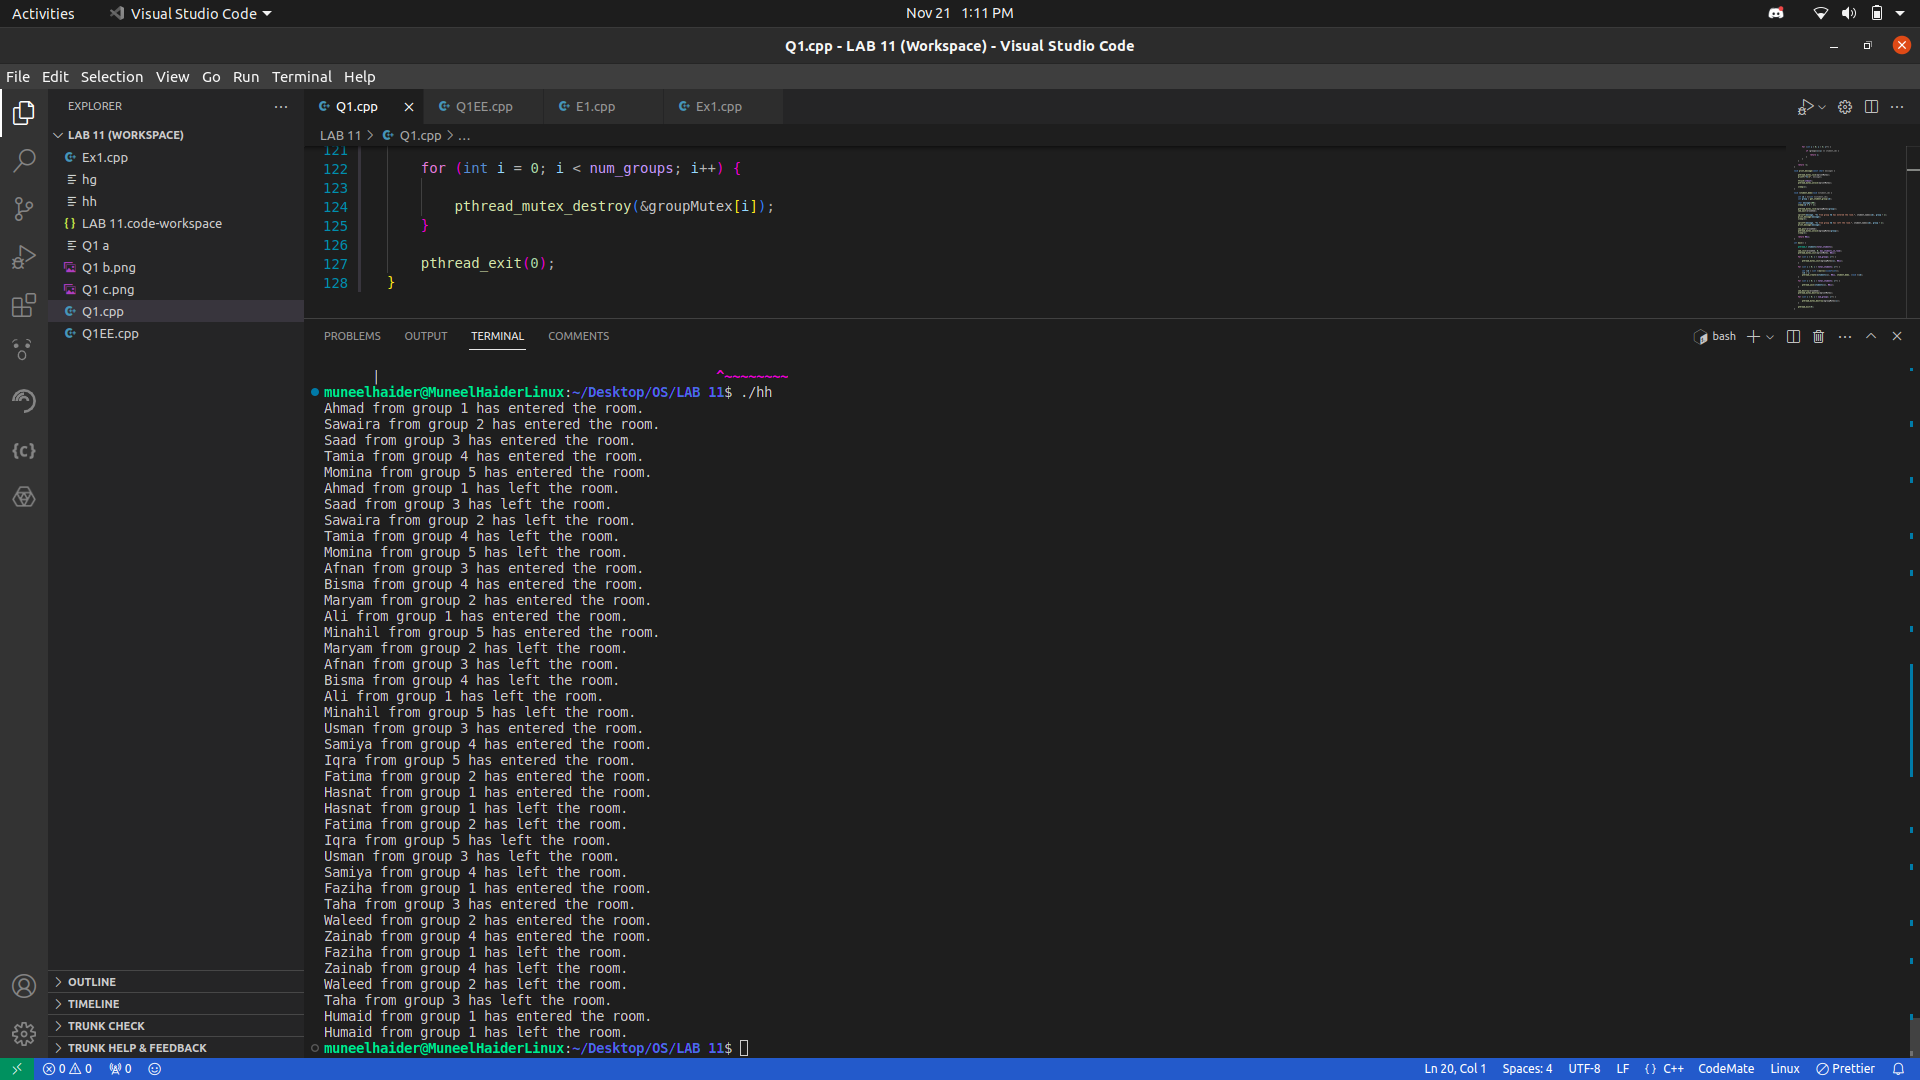 Activities
Visual Studio Code
Nov 21 1:11 PM
Q1.cpp - LAB 11 (Workspace) - Visual Studio Code
File Edit Selection View Go Run Terminal Help
EXPLORER
LAB 11 (WORKSPACE)
Ex1.cpp
hg
hh
{} LAB 11.code-workspace
Q1 a
Q1 b.png
Q1 c.png
Q1.cpp
Q1EE.cpp
OUTLINE
TIMELINE
TRUNK CHECK
TRUNK HELP & FEEDBACK
Q1.cpp Q1EE.cpp E1.cpp Ex1.cpp
LAB 11 > Q1.cpp > ...
121
122 for (int i = 0; i < num_groups; i++) {
123
124 pthread_mutex_destroy(&groupMutex[i]);
125 }
126
127 pthread_exit(0);
128 }
PROBLEMS OUTPUT TERMINAL COMMENTS
bash
| ^~~~~~~~~
muneelhaider@MuneelHaiderLinux:~/Desktop/OS/LAB 11$ ./hh
Ahmad from group 1 has entered the room.
Sawaira from group 2 has entered the room.
Saad from group 3 has entered the room.
Tamia from group 4 has entered the room.
Momina from group 5 has entered the room.
Ahmad from group 1 has left the room.
Saad from group 3 has left the room.
Sawaira from group 2 has left the room.
Tamia from group 4 has left the room.
Momina from group 5 has left the room.
Afnan from group 3 has entered the room.
Bisma from group 4 has entered the room.
Maryam from group 2 has entered the room.
Ali from group 1 has entered the room.
Minahil from group 5 has entered the room.
Maryam from group 2 has left the room.
Afnan from group 3 has left the room.
Bisma from group 4 has left the room.
Ali from group 1 has left the room.
Minahil from group 5 has left the room.
Usman from group 3 has entered the room.
Samiya from group 4 has entered the room.
Iqra from group 5 has entered the room.
Fatima from group 2 has entered the room.
Hasnat from group 1 has entered the room.
Hasnat from group 1 has left the room.
Fatima from group 2 has left the room.
Iqra from group 5 has left the room.
Usman from group 3 has left the room.
Samiya from group 4 has left the room.
Faziha from group 1 has entered the room.
Taha from group 3 has entered the room.
Waleed from group 2 has entered the room.
Zainab from group 4 has entered the room.
Faziha from group 1 has left the room.
Zainab from group 4 has left the room.
Waleed from group 2 has left the room.
Taha from group 3 has left the room.
Humaid from group 1 has entered the room.
Humaid from group 1 has left the room.
muneelhaider@MuneelHaiderLinux:~/Desktop/OS/LAB 11$
0 0 0
Ln 20, Col 1 Spaces: 4 UTF-8 LF {} C++ CodeMate Linux Prettier